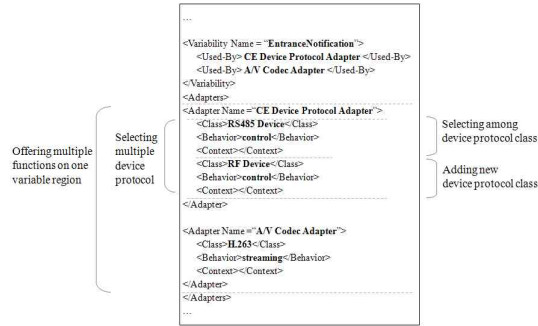 ...
<Variability Name = "EntranceNotification">
<Used-By> CE Device Protocol Adapter </Used-By>
<Used-By> A/V Codec Adapter </Used-By>
</Variability>
<Adapters>
<Adapter Name ="CE Device Protocol Adapter">
<Class>RS485 Device</Class>
<Behavior>control</Behavior>
<Context></Context>
<Class>RF Device</Class>
<Behavior>control</Behavior>
<Context></Context>
</Adapter>
<Adapter Name ="A/V Codec Adapter">
<Class>H.263</Class>
<Behavior>streaming</Behavior>
<Context></Context>
</Adapter>
</Adapters>
...
Offering multiple
functions on one
variable region
Selecting
multiple
device
protocol
Selecting among
device protocol class
Adding new
device protocol class